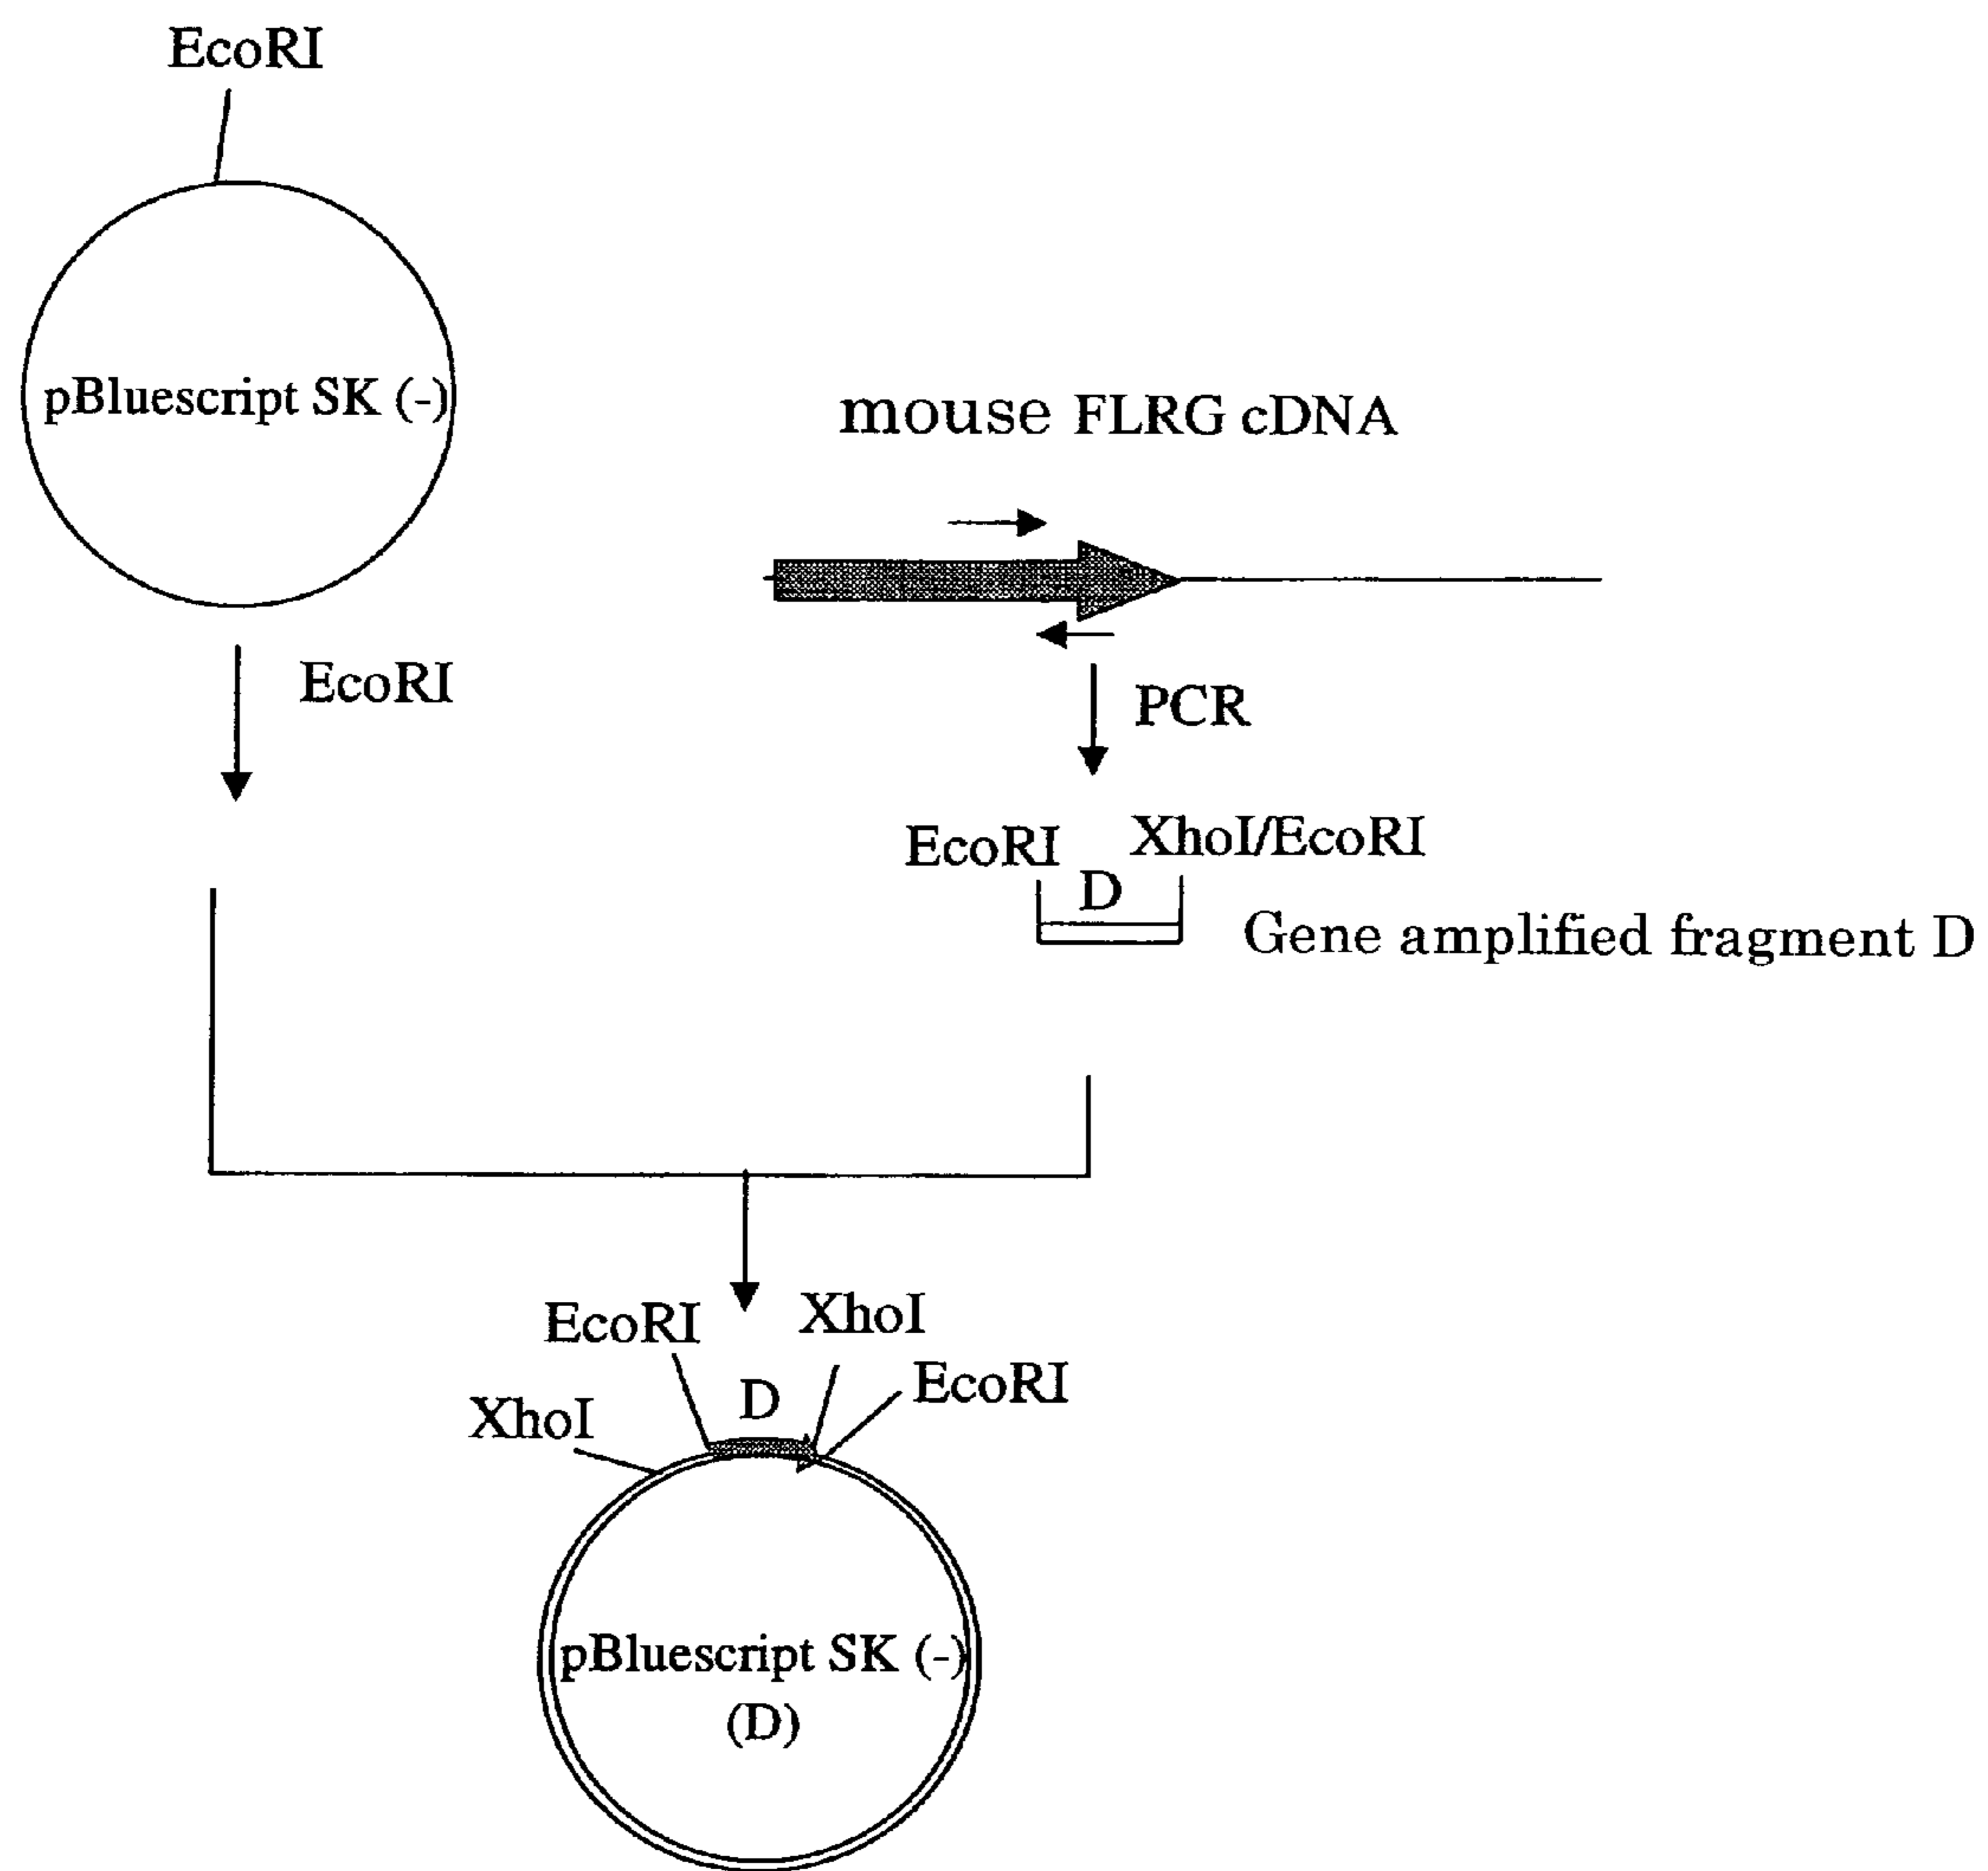 EcoRI
pBluescript SK (-)
mouse FLRG cDNA
EcoRI
PCR
EcoRI
XhoI/EcoRI
D
Gene amplified fragment D
EcoRI
XhoI
D
EcoRI
XhoI
pBluescript SK (-)
(D)